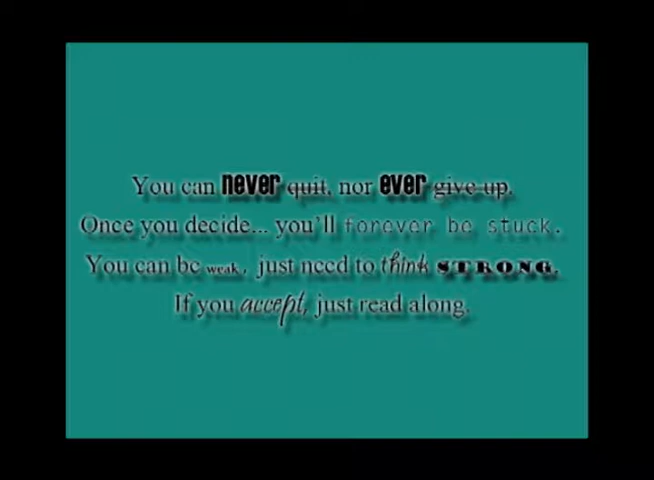 You can never quit, nor ever give up.
Once you decide... you'll forever be stuck.
You can be weak, just need to think STRONG.
If you accept, just read along.